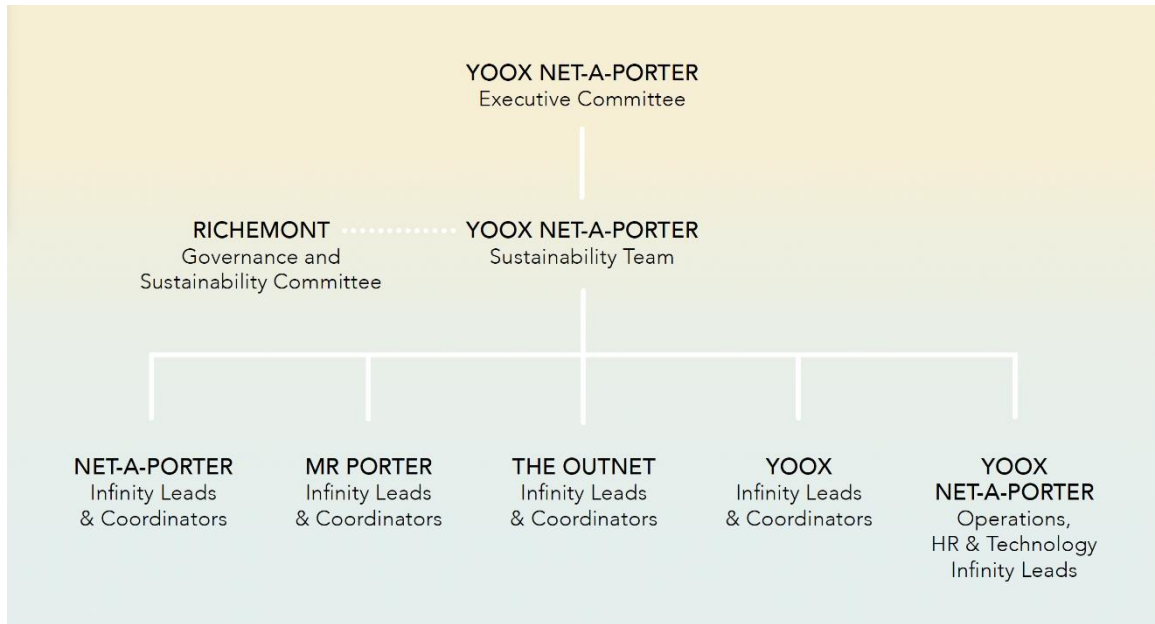 YOOX NET-A-PORTER
Executive Committee
RICHEMONT
Governance and
Sustainability Committee
YOOX NET-A-PORTER
Sustainability Team
NET-A-PORTER
Infinity Leads
& Coordinators
MR PORTER
Infinity Leads
& Coordinators
THE OUTNET
Infinity Leads
& Coordinators
YOOX
Infinity Leads
& Coordinators
YOOX
NET-A-PORTER
Operations,
HR & Technology
Infinity Leads